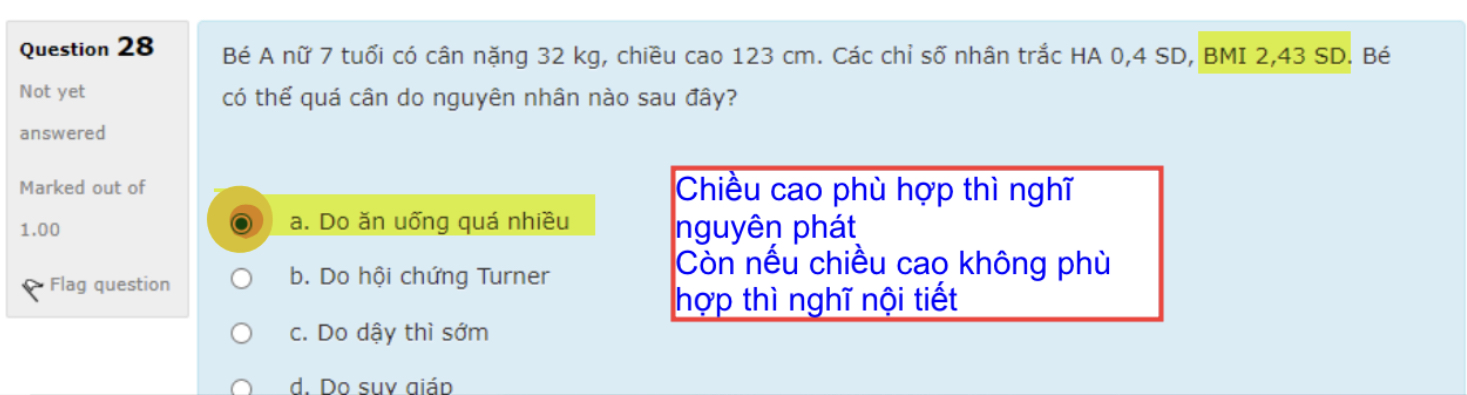 Question 28
Not yet
answered
Marked out of
1.00
Flag question
Bé A nữ 7 tuổi có cân nặng 32 kg, chiều cao 123 cm. Các chỉ số nhân trắc HA 0,4 SD, BMI 2,43 SD. Bé
có thể quá cân do nguyên nhân nào sau đây?
a. Do ăn uống quá nhiều
b. Do hội chứng Turner
c. Do dậy thì sớm
d. Do suy giáp
Chiều cao phù hợp thì nghĩ
nguyên phát
Còn nếu chiều cao không phù
hợp thì nghĩ nội tiết